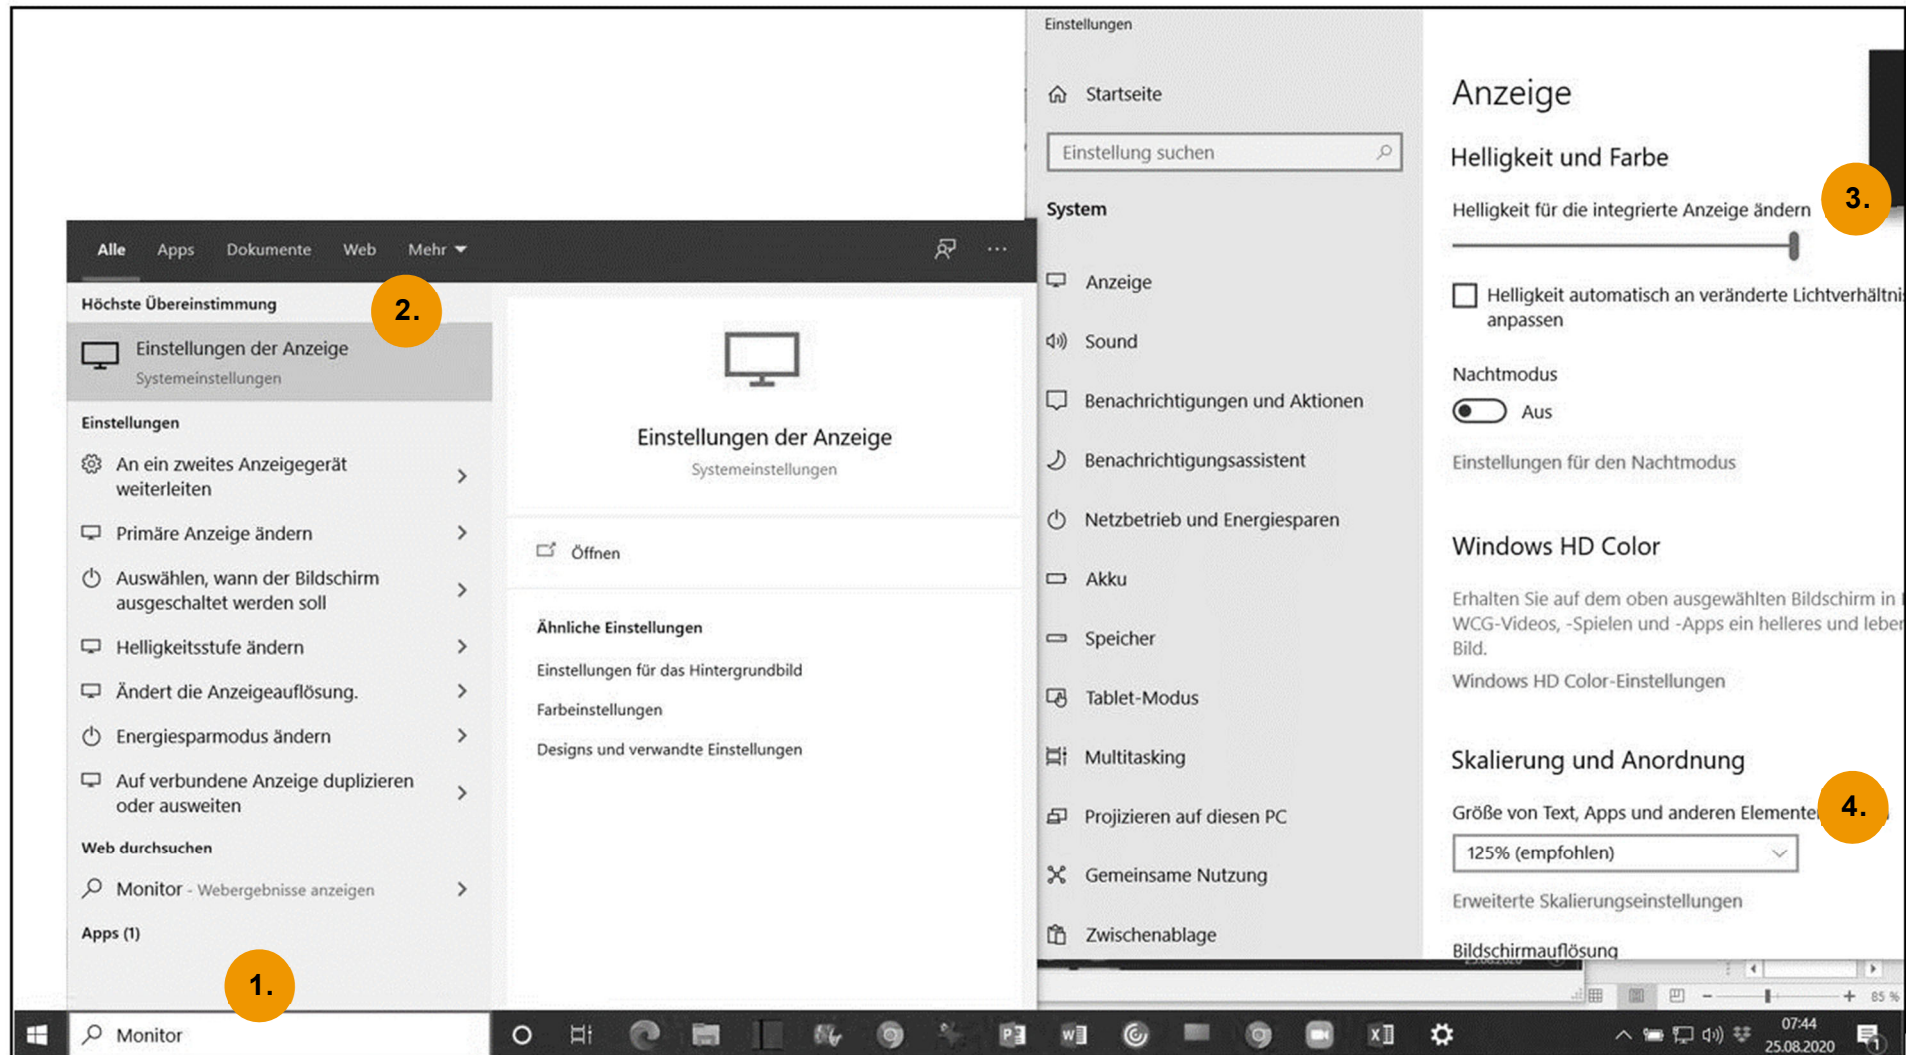 Alle Apps Dokumente Web Mehr
Höchste Übereinstimmung
2.
Einstellungen der Anzeige
Systemeinstellungen
Einstellungen
An ein zweites Anzeigegerät
weiterleiten
Primäre Anzeige ändern
Auswählen, wann der Bildschirm
ausgeschaltet werden soll
Helligkeitsstufe ändern
Ändert die Anzeigeauflösung.
Energiesparmodus ändern
Auf verbundene Anzeige duplizieren
oder ausweiten
Web durchsuchen
Monitor - Webergebnisse anzeigen
Apps (1)
1.
Monitor
Einstellungen der Anzeige
Systemeinstellungen
Öffnen
Ähnliche Einstellungen
Einstellungen für das Hintergrundbild
Farbeinstellungen
Designs und verwandte Einstellungen
Einstellungen
Startseite
Einstellung suchen
System
Anzeige
Sound
Benachrichtigungen und Aktionen
Benachrichtigungsassistent
Netzbetrieb und Energiesparen
Akku
Speicher
Tablet-Modus
Multitasking
Projizieren auf diesen PC
Gemeinsame Nutzung
Zwischenablage
Anzeige
Helligkeit und Farbe
3.
Helligkeit für die integrierte Anzeige ändern
Helligkeit automatisch an veränderte Lichtverhältnis
anpassen
Nachtmodus
Aus
Einstellungen für den Nachtmodus
Windows HD Color
Erhalten Sie auf dem oben ausgewählten Bildschirm in
WCG-Videos, -Spielen und -Apps ein helleres und leber
Bild.
Windows HD Color-Einstellungen
Skalierung und Anordnung
Größe von Text, Apps und anderen Elemente
4.
125% (empfohlen)
Erweiterte Skalierungseinstellungen
Bildschirmauflösung
25.08.2020
85 %
07:44
25.08.2020
1